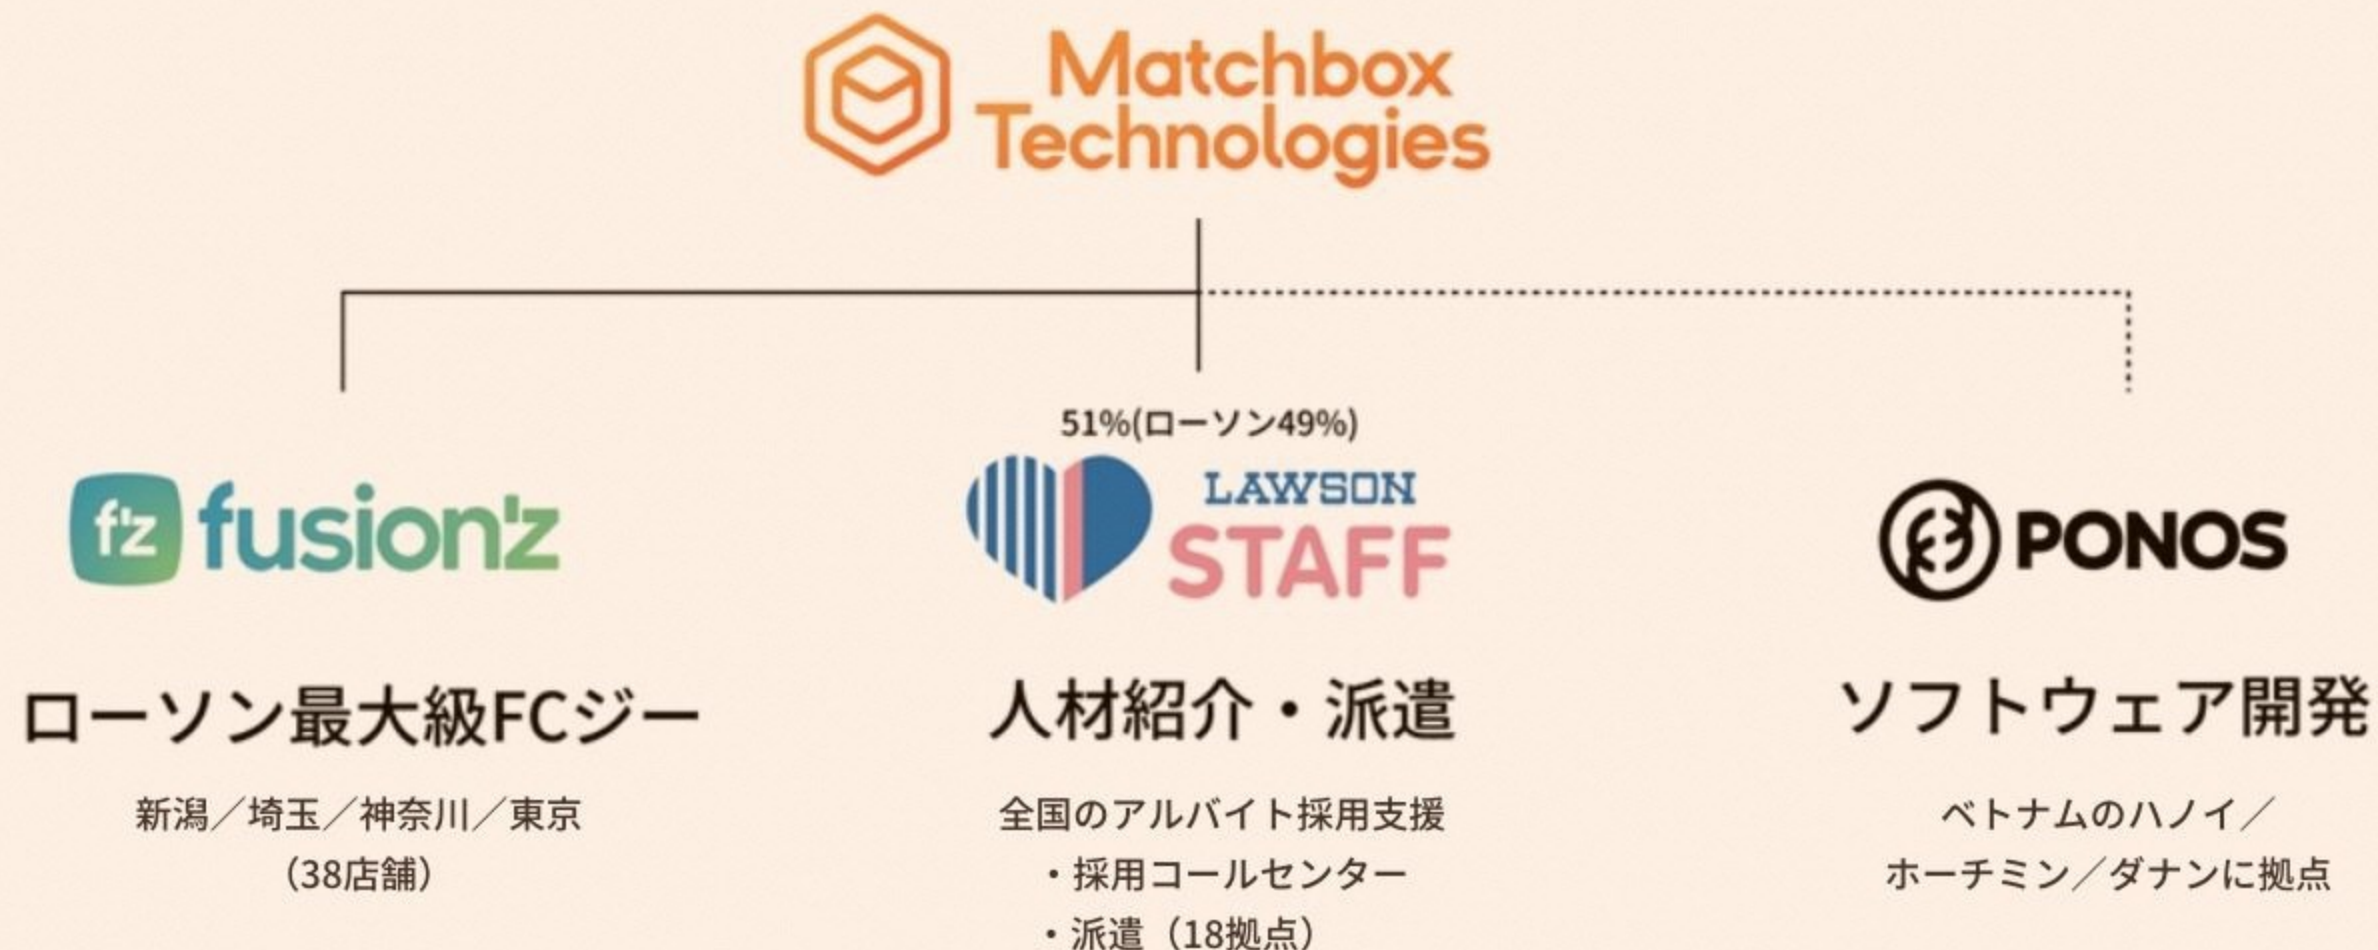 Matchbox
Technologies
51%(ローソン49%)
f'z fusion'z
LAWSON
STAFF
PONOS
ローソン最大級FCジー
人材紹介・派遣
ソフトウェア開発
新潟／埼玉／神奈川／東京
（38店舗）
全国のアルバイト採用支援
・採用コールセンター
・派遣（18拠点）
ベトナムのハノイ／
ホーチミン／ダナンに拠点